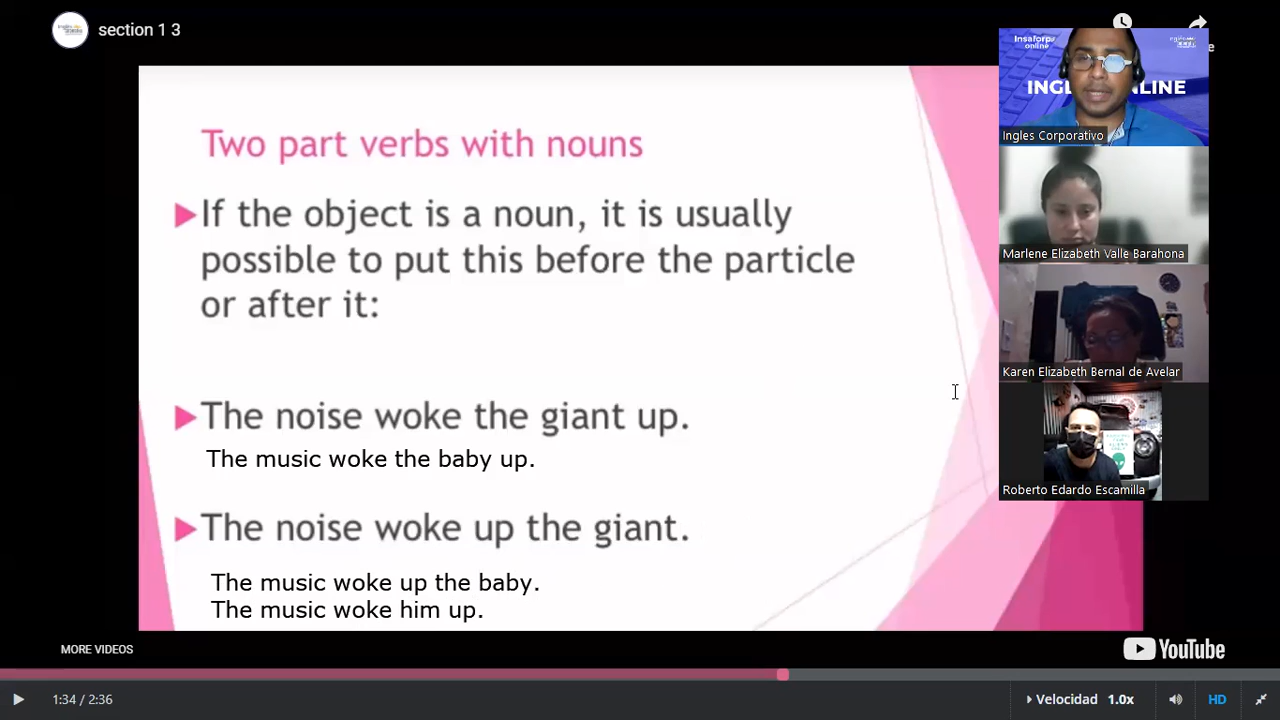 section 1 3
Insaforp
online
INGL
NLINE
Ingles Corporativo
Two part verbs with nouns
If the object is a noun, it is usually
possible to put this before the particle
or after it:
Marlene Elizabeth Valle Barahona
Karen Elizabeth Bernal de Avelar
The noise woke the giant up.
The music woke the baby up.
Roberto Edardo Escamilla
The noise woke up the giant.
The music woke up the baby.
The music woke him up.
MORE VIDEOS
YouTube
1:34 / 2:36
Velocidad 1.0x
HD